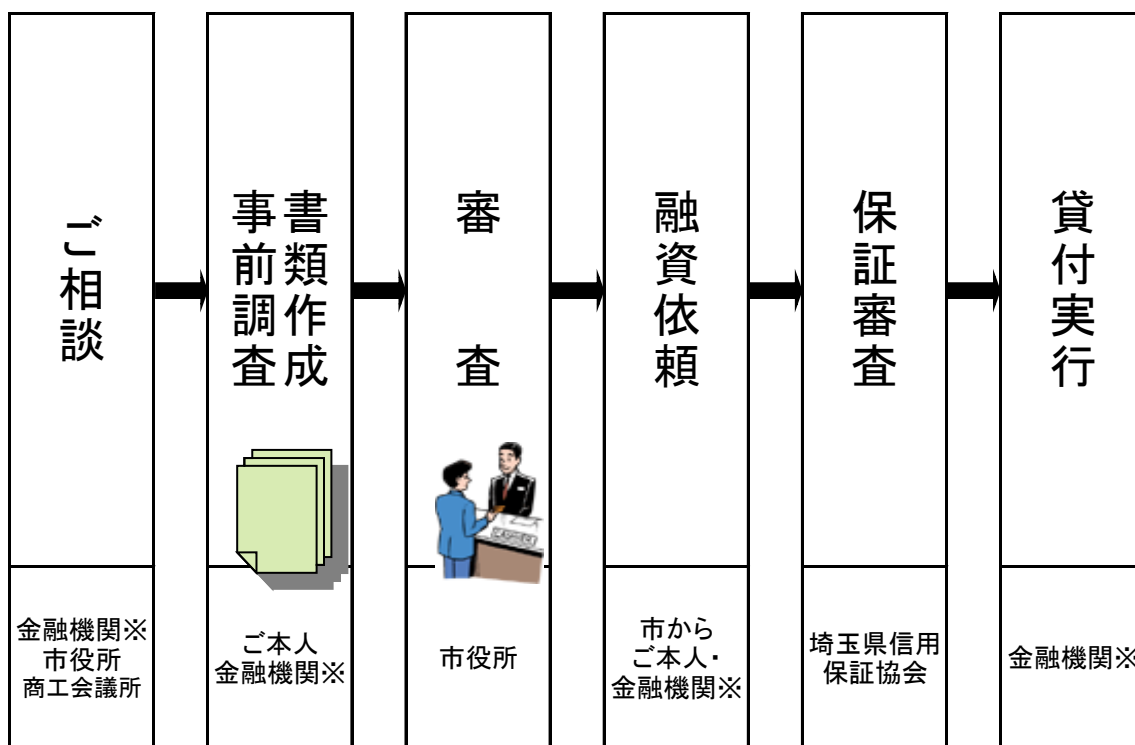 ご相談
金融機関※
市役所
商工会議所
書類作成
事前調査
ご本人
金融機関※
審査
市役所
融資依頼
市から
ご本人・
金融機関※
保証審査
埼玉県信用
保証協会
貸付実行
金融機関※